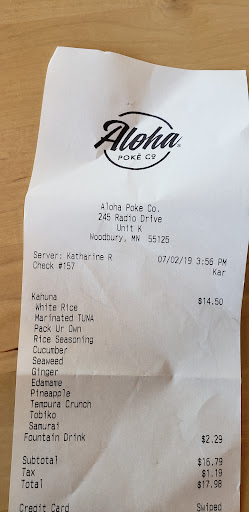 Aloha
POKE CO
Aloha Poke Co.
245 Radio Drive
Unit K
Woodbury, MN 55125
Server: Katharine R 07/02/19 3:56 PM
Check #157 Kar
Kahuna $14.50
White Rice
Marinated TUNA
Pack Ur Own
Rice Seasoning
Cucumber
Seaweed
Ginger
Edamame
Pineapple
Tempura Crunch
Tobiko
Samurai
Fountain Drink $2.29
Subtotal $16.79
Tax $1.19
Total $17.98
Credit Card Swiped